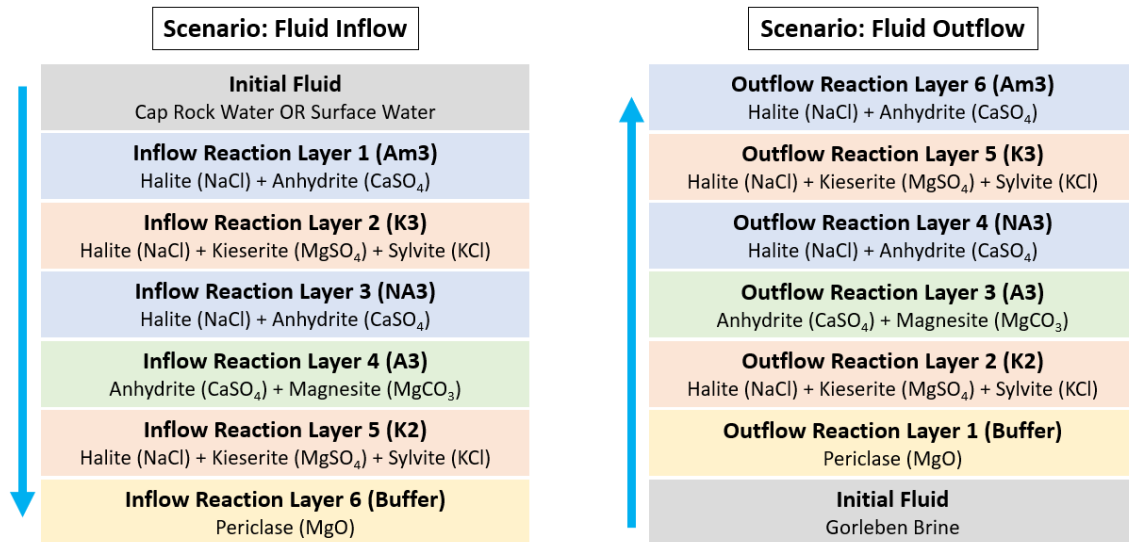 Scenario: Fluid Inflow
Initial Fluid
Cap Rock Water OR Surface Water
Inflow Reaction Layer 1 (Am3)
Halite (NaCl) + Anhydrite (CaSO₄)
Inflow Reaction Layer 2 (K3)
Halite (NaCl) + Kieserite (MgSO₄) + Sylvite (KCl)
Inflow Reaction Layer 3 (NA3)
Halite (NaCl) + Anhydrite (CaSO₄)
Inflow Reaction Layer 4 (A3)
Anhydrite (CaSO₄) + Magnesite (MgCO₃)
Inflow Reaction Layer 5 (K2)
Halite (NaCl) + Kieserite (MgSO₄) + Sylvite (KCl)
Inflow Reaction Layer 6 (Buffer)
Periclase (MgO)
Scenario: Fluid Outflow
Outflow Reaction Layer 6 (Am3)
Halite (NaCl) + Anhydrite (CaSO₄)
Outflow Reaction Layer 5 (K3)
Halite (NaCl) + Kieserite (MgSO₄) + Sylvite (KCl)
Outflow Reaction Layer 4 (NA3)
Halite (NaCl) + Anhydrite (CaSO₄)
Outflow Reaction Layer 3 (A3)
Anhydrite (CaSO₄) + Magnesite (MgCO₃)
Outflow Reaction Layer 2 (K2)
Halite (NaCl) + Kieserite (MgSO₄) + Sylvite (KCl)
Outflow Reaction Layer 1 (Buffer)
Periclase (MgO)
Initial Fluid
Gorleben Brine